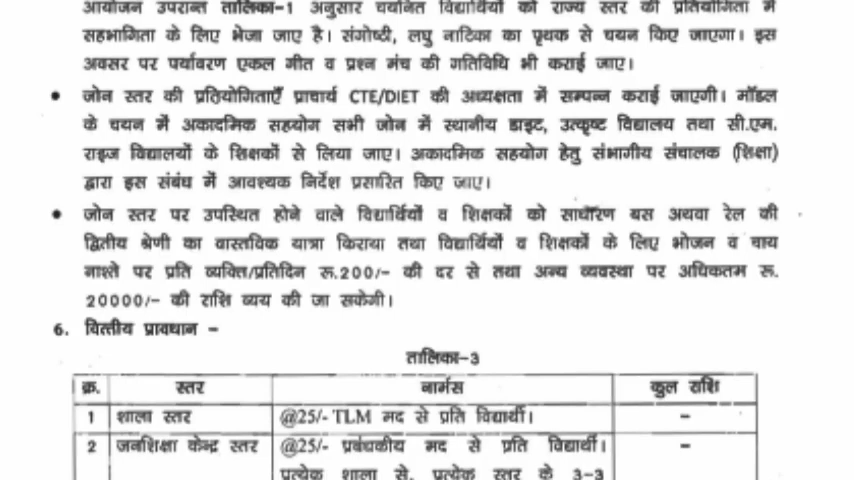 आयोजन उपरान्त तालिका-1 अनुसार चयनित विद्यार्थियों को राज्य स्तर की प्रतियोगिता में
सहभागिता के लिए भेजा जाए है। संगोष्ठी, लघु नाटिका का पृथक से चयन किए जाएगा। इस
अवसर पर पर्यावरण एकल गीत व प्रश्न मंच की गतिविधि भी कराई जाए।
• जोन स्तर की प्रतियोगिताएँ प्राचार्य CTE/DIET की अध्यक्षता में सम्पन्न कराई जाएगी। मॉडल
के चयन में अकादमिक सहयोग सभी जोन में स्थानीय डाइट, उत्कृष्ट विद्यालय तथा सी.एम.
राइज विद्यालयों के शिक्षकों से लिया जाए। अकादमिक सहयोग हेतु संभागीय संचालक (शिक्षा)
द्वारा इस संबंध में आवश्यक निर्देश प्रसारित किए जाए।
• जोन स्तर पर उपस्थित होने वाले विद्यार्थियों व शिक्षकों को साधारण बस अथवा रेल की
द्वितीय श्रेणी का वास्तविक यात्रा किराया तथा विद्यार्थियों व शिक्षकों के लिए भोजन व चाय
नाश्ते पर प्रति व्यक्ति/प्रतिदिन रू.200/- की दर से तथा अन्य व्यवस्था पर अधिकतम रू.
20000/- की राशि व्यय की जा सकेगी।
6. वित्तीय प्रावधान -
तालिका-3
क्र. स्तर नार्मस कुल राशि
1 शाला स्तर @25/- TLM मद से प्रति विद्यार्थी। -
2 जनशिक्षा केन्द्र स्तर @25/- प्रबंधकीय मद से प्रति विद्यार्थी। -
प्रत्येक शाला से, प्रत्येक स्तर के 3-3